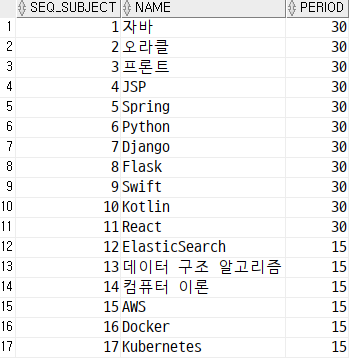 SEQ_SUBJECT NAME PERIOD
1 1 자바 30
2 2 오라클 30
3 3 프론트 30
4 4 JSP 30
5 5 Spring 30
6 6 Python 30
7 7 Django 30
8 8 Flask 30
9 9 Swift 30
10 10 Kotlin 30
11 11 React 30
12 12 ElasticSearch 15
13 13 데이터 구조 알고리즘 15
14 14 컴퓨터 이론 15
15 15 AWS 15
16 16 Docker 15
17 17 Kubernetes 15